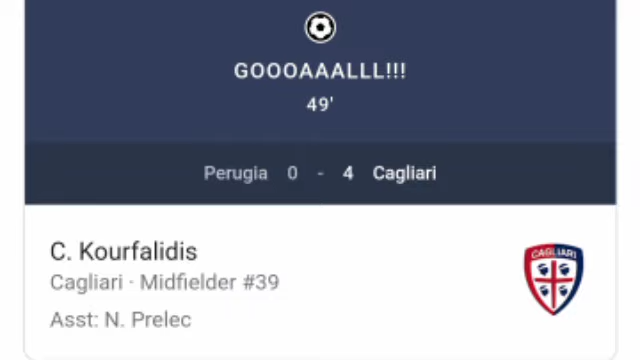 GOOOAAALLL!!!
49'
Perugia 0 - 4 Cagliari
C. Kourfalidis
CAGLIARI
Cagliari · Midfielder #39
Asst: N. Prelec